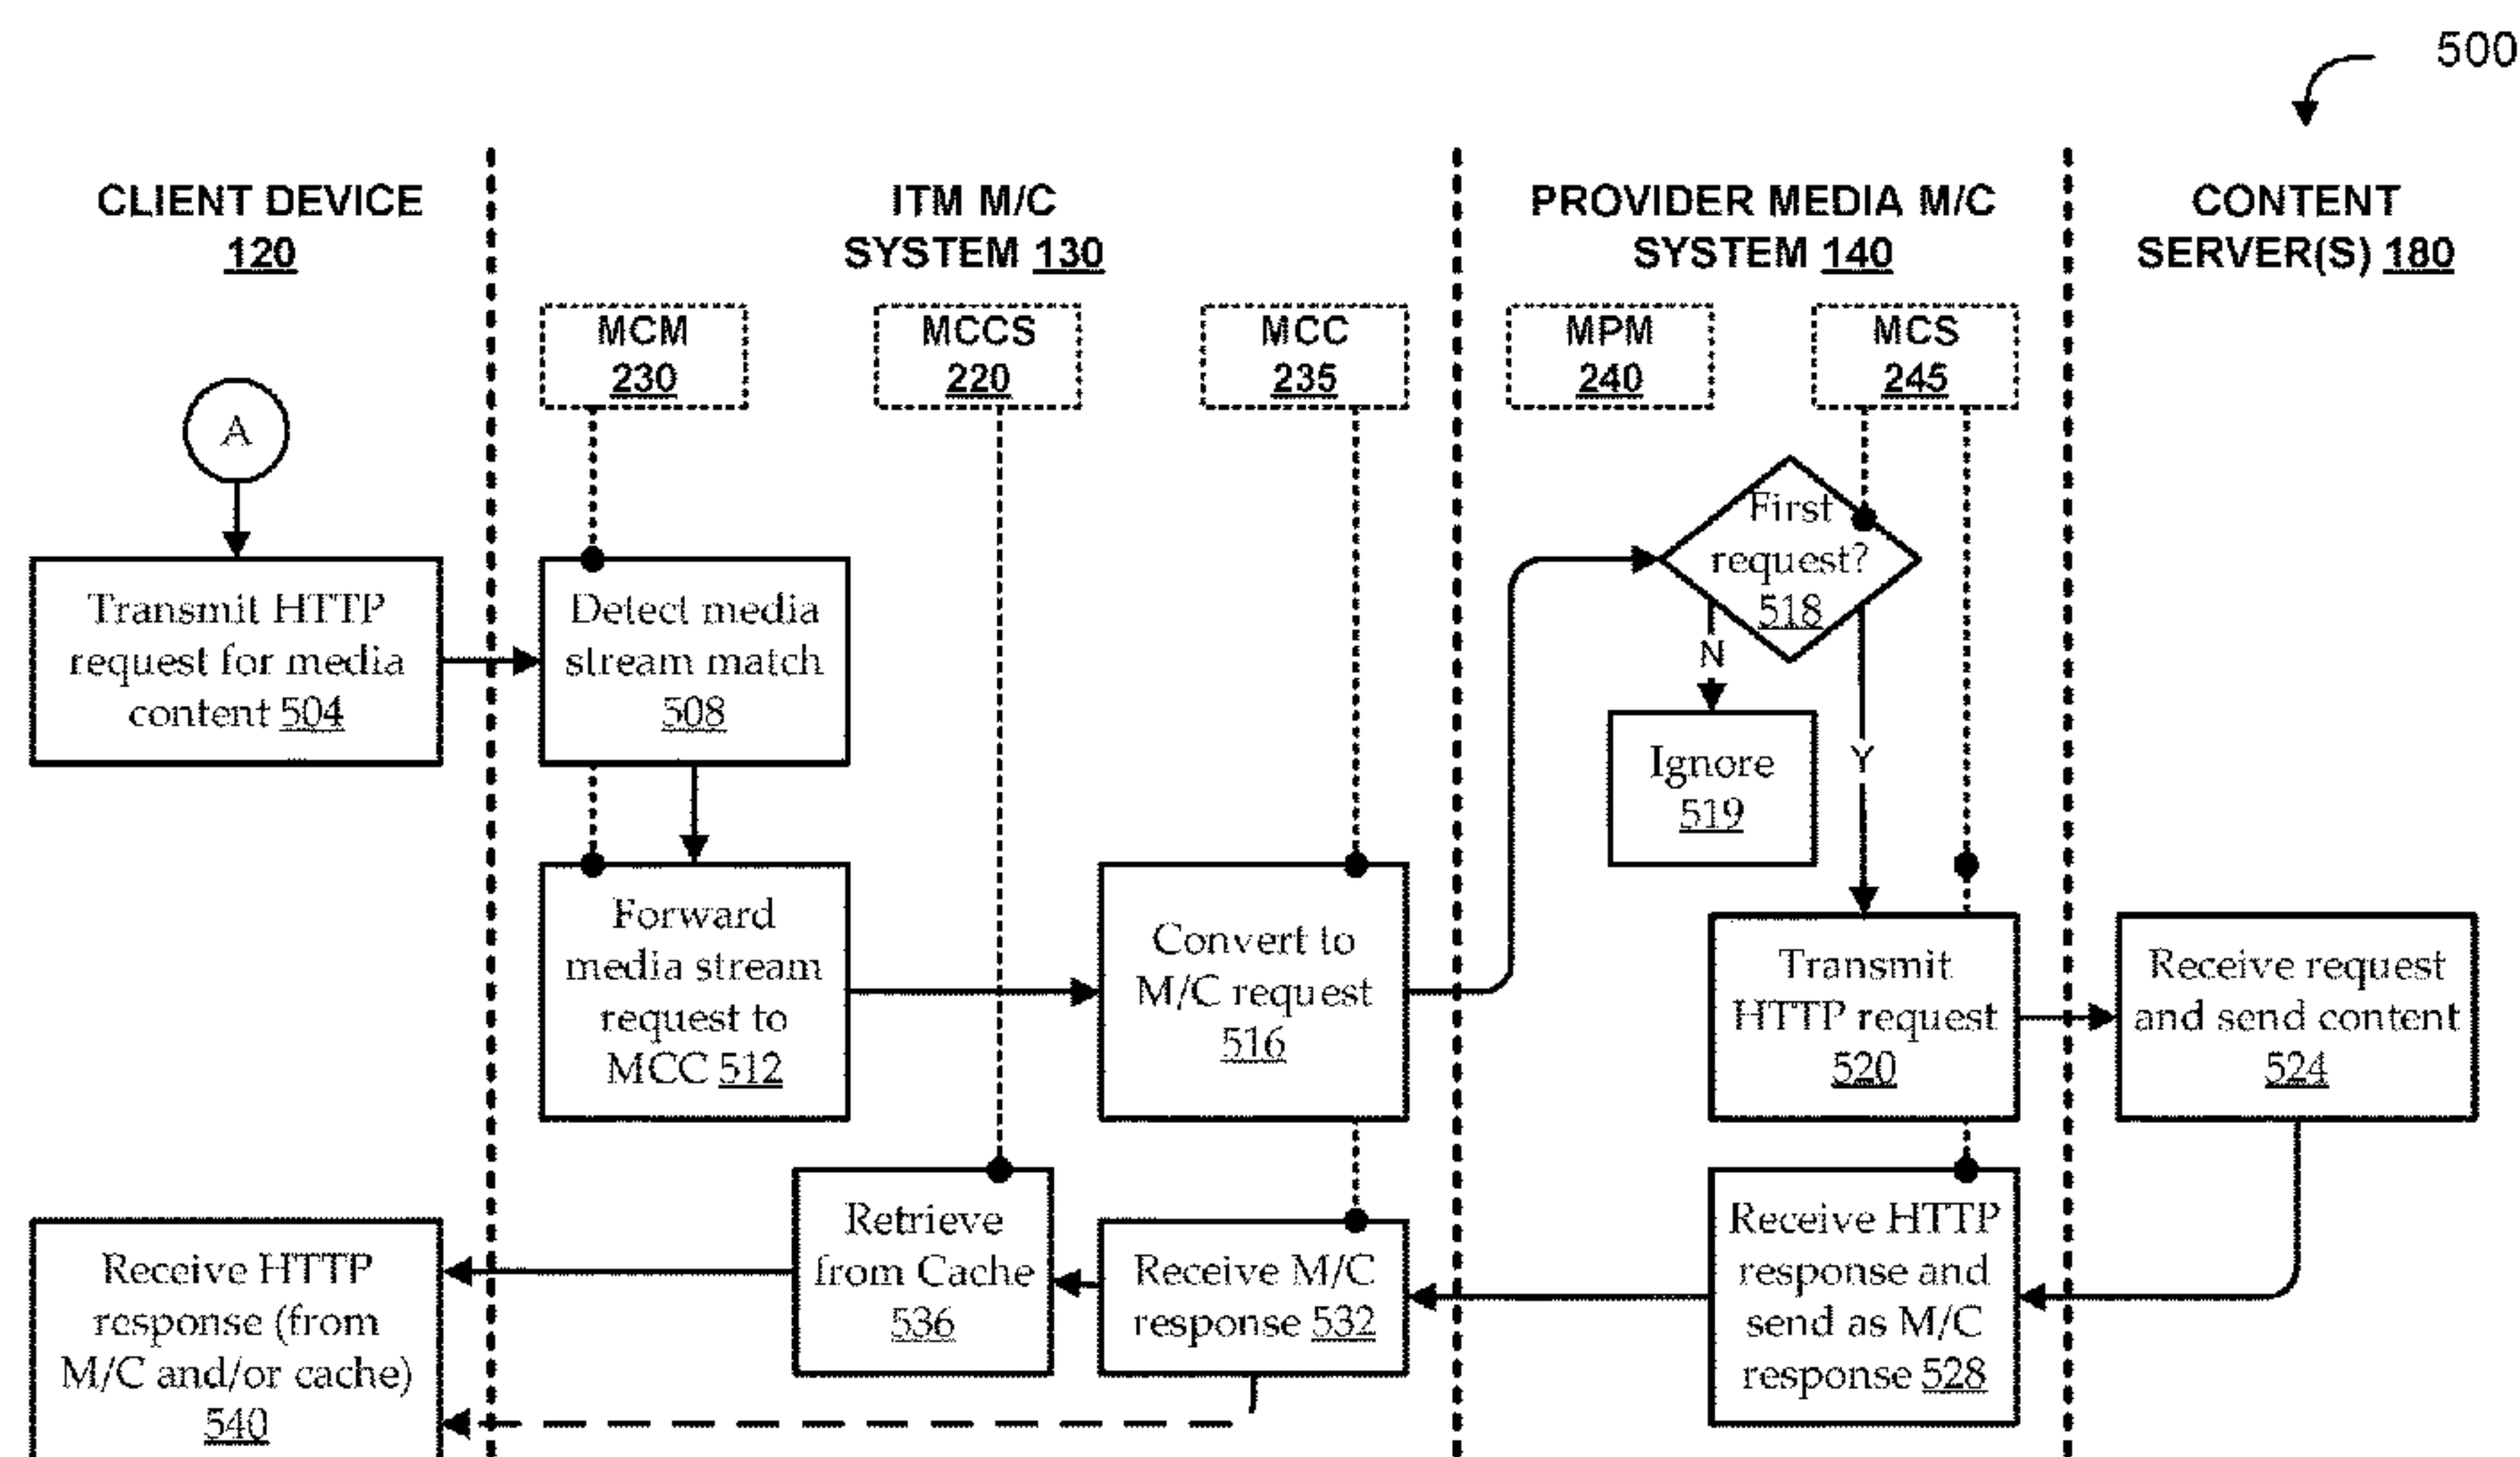 500
CLIENT DEVICE
120
ITM M/C
SYSTEM 130
PROVIDER MEDIA M/C
SYSTEM 140
CONTENT
SERVER(S) 180
MCM
230
MCCS
220
MCC
235
MPM
240
MCS
245
A
Transmit HTTP
request for media
content 504
Detect media
stream match
508
First
request?
518
N
Y
Ignore
519
Forward
media stream
request to
MCC 512
Convert to
M/C request
516
Transmit
HTTP request
520
Receive request
and send content
524
Receive HTTP
response (from
M/C and/or cache)
540
Retrieve
from Cache
536
Receive M/C
response 532
Receive HTTP
response and
send as M/C
response 528